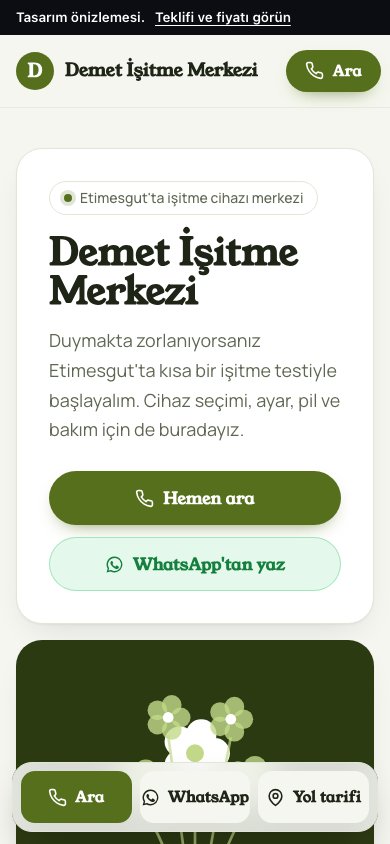 Tasarım önizlemesi. Teklifi ve fiyatı görün
D Demet İşitme Merkezi Ara
Etimesgut'ta işitme cihazı merkezi
Demet İşitme
Merkezi
Duymakta zorlanıyorsanız
Etimesgut'ta kısa bir işitme testiyle
başlayalım. Cihaz seçimi, ayar, pil ve
bakım için de buradayız.
Hemen ara
WhatsApp'tan yaz
Ara WhatsApp Yol tarifi